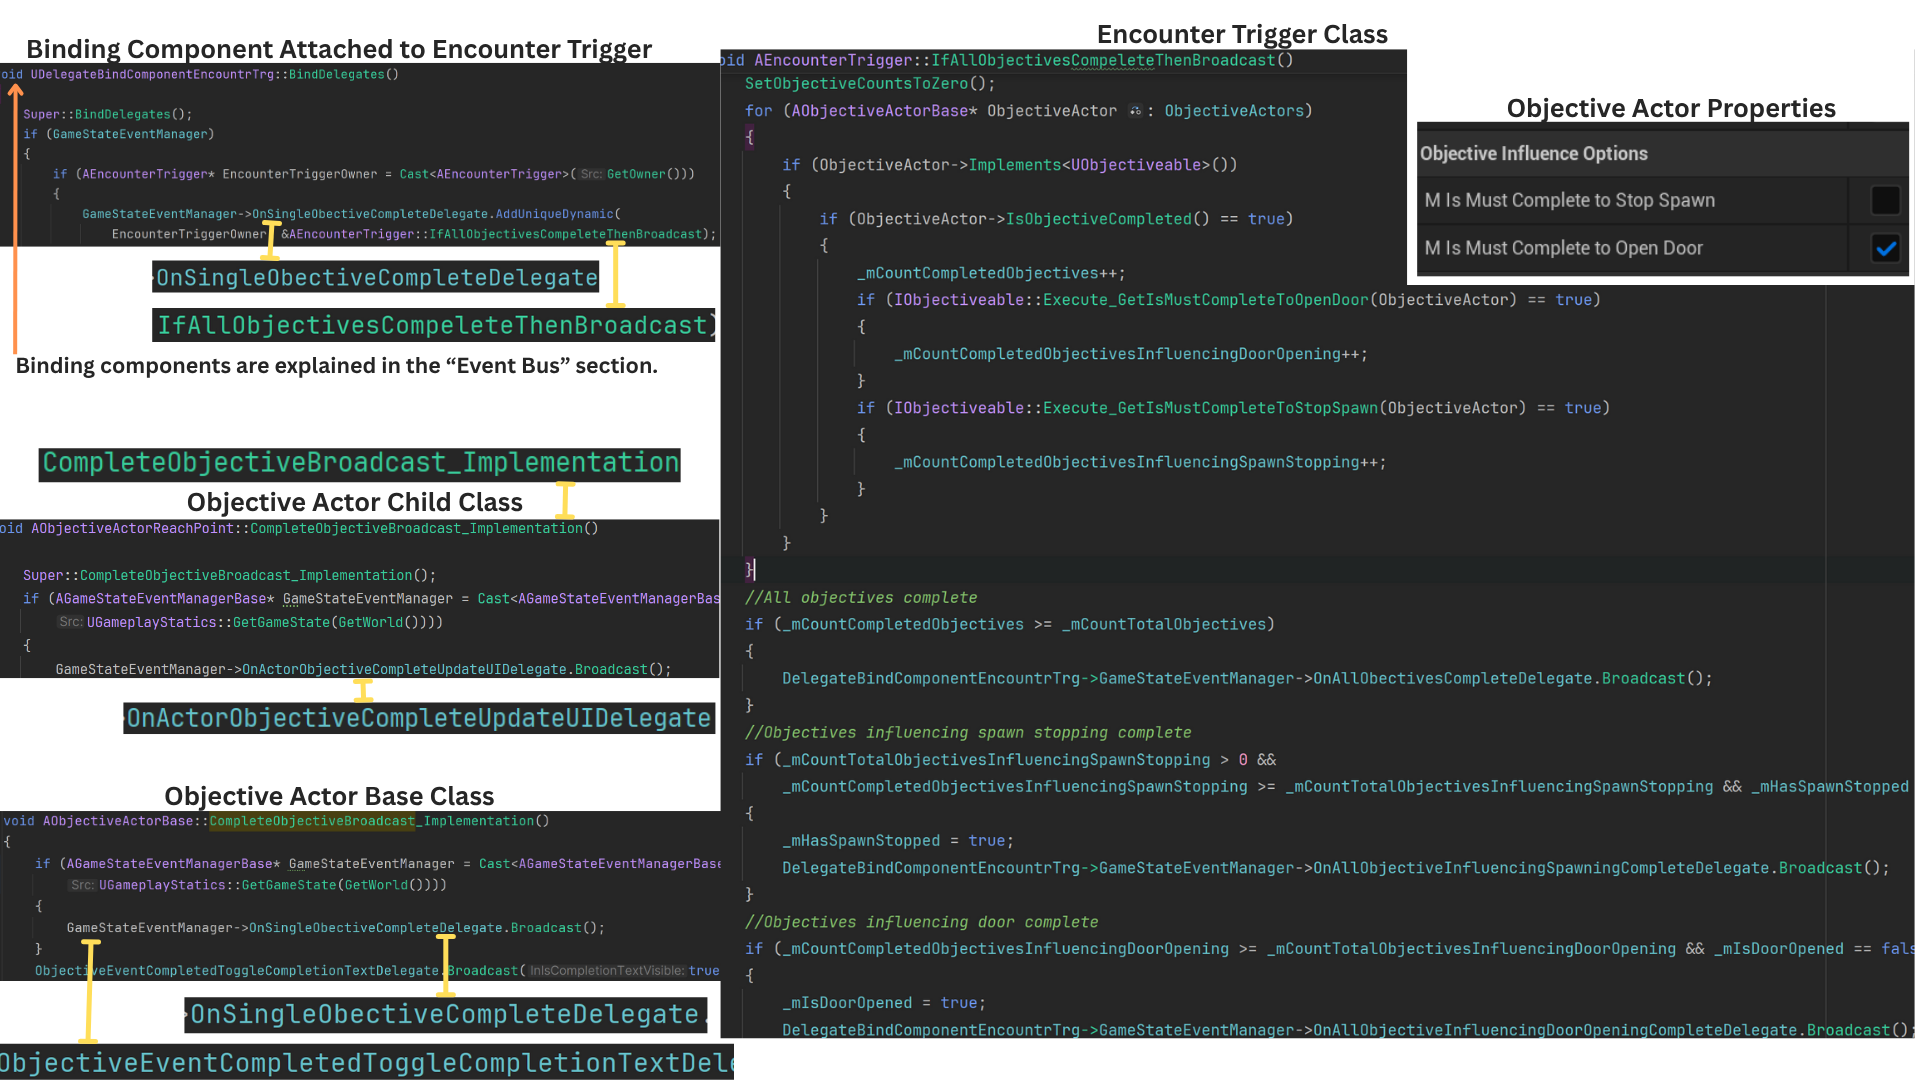 Binding Component Attached to Encounter Trigger
oid UDelegateBindComponentEncountrTrg::BindDelegates()
Super::BindDelegates();
if (GameStateEventManager)
{
if (AEncounterTrigger* EncounterTriggerOwner = Cast<AEncounterTrigger>( Src: GetOwner()))
{
GameStateEventManager->OnSingleObectiveCompleteDelegate.AddUniqueDynamic(
EncounterTriggerOwner, &AEncounterTrigger::IfAllObjectivesCompeleteThenBroadcast);
OnSingleObectiveCompleteDelegate
IfAllObjectivesCompeleteThenBroadcast)
Binding components are explained in the “Event Bus” section.
CompleteObjectiveBroadcast_Implementation
Objective Actor Child Class
oid AObjectiveActorReachPoint::CompleteObjectiveBroadcast_Implementation()
Super::CompleteObjectiveBroadcast_Implementation();
if (AGameStateEventManagerBase* GameStateEventManager = Cast<AGameStateEventManagerBas
Src: UGameplayStatics::GetGameState(GetWorld())))
{
GameStateEventManager->OnActorObjectiveCompleteUpdateUIDelegate.Broadcast();
OnActorObjectiveCompleteUpdateUIDelegate
Objective Actor Base Class
void AObjectiveActorBase::CompleteObjectiveBroadcast_Implementation()
{
if (AGameStateEventManagerBase* GameStateEventManager = Cast<AGameStateEventManagerBase
Src: UGameplayStatics::GetGameState(GetWorld())))
{
GameStateEventManager->OnSingleObectiveCompleteDelegate.Broadcast();
}
ObjectiveEventCompletedToggleCompletionTextDelegate.Broadcast( InIsCompletionTextVisible: true
OnSingleObectiveCompleteDelegate.
ObjectiveEventCompletedToggleCompletionTextDele
Encounter Trigger Class
oid AEncounterTrigger::IfAllObjectivesCompeleteThenBroadcast()
SetObjectiveCountsToZero();
for (AObjectiveActorBase* ObjectiveActor : ObjectiveActors)
{
if (ObjectiveActor->Implements<UObjectiveable>())
{
if (ObjectiveActor->IsObjectiveCompleted() == true)
{
_mCountCompletedObjectives++;
if (IObjectiveable::Execute_GetIsMustCompleteToOpenDoor(ObjectiveActor) == true)
{
_mCountCompletedObjectivesInfluencingDoorOpening++;
}
if (IObjectiveable::Execute_GetIsMustCompleteToStopSpawn(ObjectiveActor) == true)
{
_mCountCompletedObjectivesInfluencingSpawnStopping++;
}
}
}
}
//All objectives complete
if (_mCountCompletedObjectives >= _mCountTotalObjectives)
{
DelegateBindComponentEncountrTrg->GameStateEventManager->OnAllObectivesCompleteDelegate.Broadcast();
}
//Objectives influencing spawn stopping complete
if (_mCountTotalObjectivesInfluencingSpawnStopping > 0 &&
_mCountCompletedObjectivesInfluencingSpawnStopping >= _mCountTotalObjectivesInfluencingSpawnStopping && _mHasSpawnStopped
{
_mHasSpawnStopped = true;
DelegateBindComponentEncountrTrg->GameStateEventManager->OnAllObjectiveInfluencingSpawningCompleteDelegate.Broadcast();
}
//Objectives influencing door complete
if (_mCountCompletedObjectivesInfluencingDoorOpening >= _mCountTotalObjectivesInfluencingDoorOpening && _mIsDoorOpened == fals
{
_mIsDoorOpened = true;
DelegateBindComponentEncountrTrg->GameStateEventManager->OnAllObjectiveInfluencingDoorOpeningCompleteDelegate.Broadcast();
Objective Actor Properties
Objective Influence Options
M Is Must Complete to Stop Spawn
M Is Must Complete to Open Door